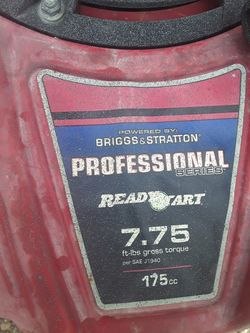 POWERED BY:
BRIGGS&STRATTON
PROFESSIONAL
SERIES
READY START
7.75
ft-lbs gross torque
per SAE J1940
175cc